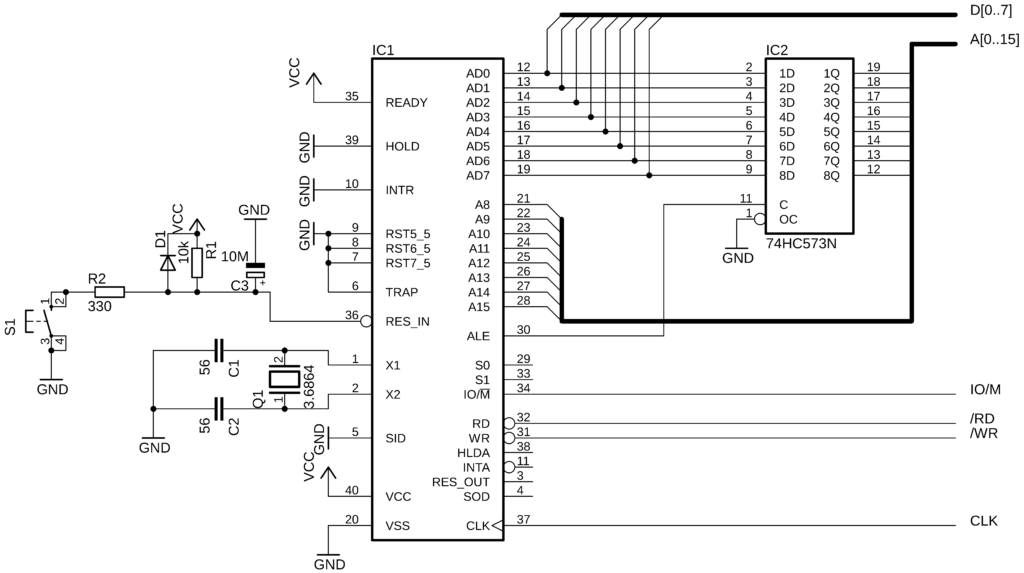 D[0..7]
A[0..15]
IC1
IC2
VCC
35 READY
GND
39 HOLD
GND
10 INTR
GND
9 RST5_5
8 RST6_5
7 RST7_5
6 TRAP
36 RES_IN
1 X1
2 X2
GND
5 SID
VCC
40 VCC
20 VSS
GND
AD0 12
AD1 13
AD2 14
AD3 15
AD4 16
AD5 17
AD6 18
AD7 19
A8 21
A9 22
A10 23
A11 24
A12 25
A13 26
A14 27
A15 28
ALE 30
S0 29
S1 33
IO/M 34
RD 32
WR 31
HLDA 38
INTA 11
RES_OUT 3
SOD 4
CLK 37
2 1D 1Q 19
3 2D 2Q 18
4 3D 3Q 17
5 4D 4Q 16
6 5D 5Q 15
7 6D 6Q 14
8 7D 7Q 13
9 8D 8Q 12
11 C
1 OC
GND
74HC573N
VCC
GND
D1
10k
R1
10M
C3
+
R2
330
S1
1
2
3
4
GND
56
C1
56
C2
GND
Q1
2
1
3.6864
IO/M
/RD
/WR
CLK